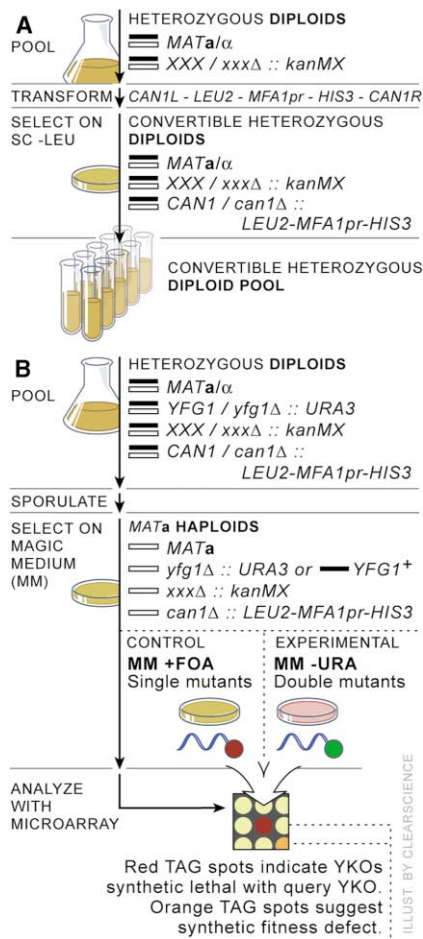 A
HETEROZYGOUS DIPLOIDS
POOL
MATa/α
XXX / xxxΔ :: kanMX
TRANSFORM
CAN1L - LEU2 - MFA1pr - HIS3 - CAN1R
SELECT ON
SC -LEU
CONVERTIBLE HETEROZYGOUS
DIPLOIDS
MATa/α
XXX / xxxΔ :: kanMX
CAN1 / can1Δ ::
LEU2-MFA1pr-HIS3
CONVERTIBLE HETEROZYGOUS
DIPLOID POOL
B
HETEROZYGOUS DIPLOIDS
POOL
MATa/α
YFG1 / yfg1Δ :: URA3
XXX / xxxΔ :: kanMX
CAN1 / can1Δ ::
LEU2-MFA1pr-HIS3
SPORULATE
SELECT ON
MAGIC
MEDIUM
(MM)
MATa HAPLOIDS
MATa
yfg1Δ :: URA3 or YFG1+
xxxΔ :: kanMX
can1Δ :: LEU2-MFA1pr-HIS3
CONTROL
MM +FOA
Single mutants
EXPERIMENTAL
MM -URA
Double mutants
ANALYZE
WITH
MICROARRAY
Red TAG spots indicate YKOs
synthetic lethal with query YKO.
Orange TAG spots suggest
synthetic fitness defect.
ILLUST. BY CLEARSCIENCE